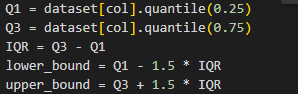 Q1 = dataset[col].quantile(0.25)
Q3 = dataset[col].quantile(0.75)
IQR = Q3 - Q1
lower_bound = Q1 - 1.5 * IQR
upper_bound = Q3 + 1.5 * IQR